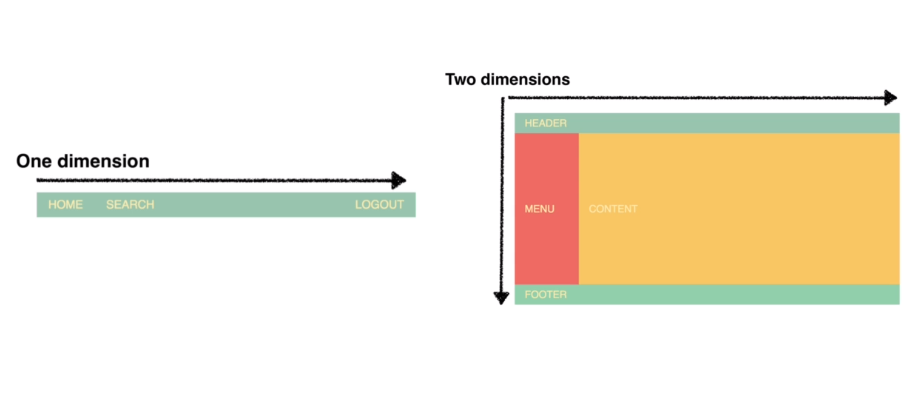 One dimension
HOME SEARCH LOGOUT
Two dimensions
HEADER
MENU CONTENT
FOOTER